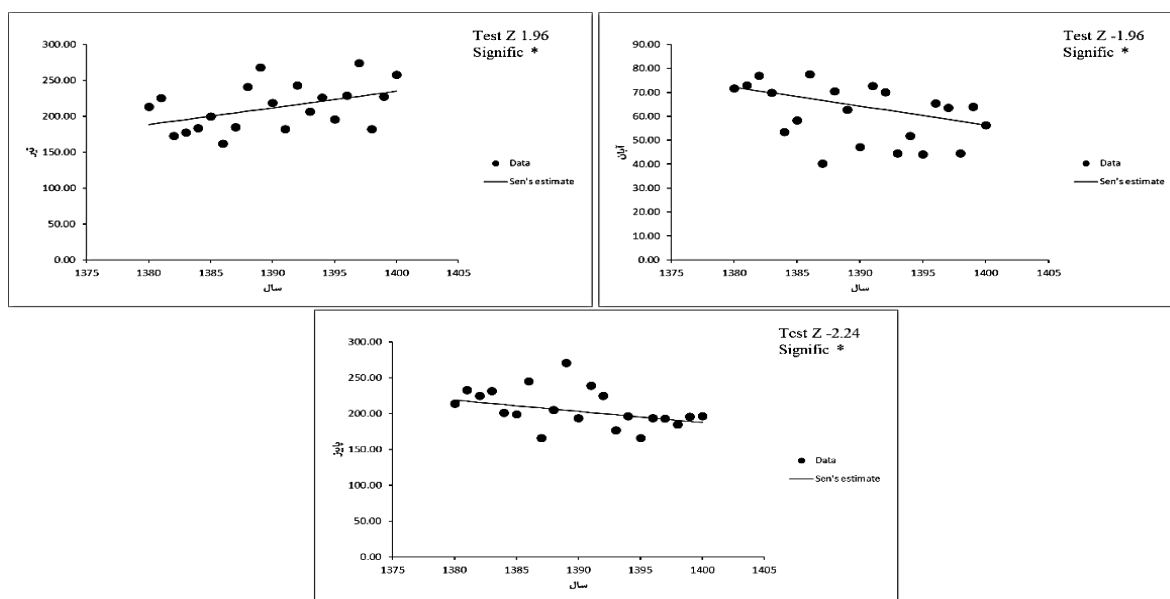 Test Z 1.96
Signific *
300.00
250.00
200.00
150.00
100.00
50.00
0.00
تیر
Data
Sen's estimate
1375 1380 1385 1390 1395 1400 1405
سال
Test Z -1.96
Signific *
90.00
80.00
70.00
60.00
50.00
40.00
30.00
20.00
10.00
0.00
آبان
Data
Sen's estimate
1375 1380 1385 1390 1395 1400 1405
سال
Test Z -2.24
Signific *
300.00
250.00
200.00
150.00
100.00
50.00
0.00
پاییز
Data
Sen's estimate
1375 1380 1385 1390 1395 1400 1405
سال